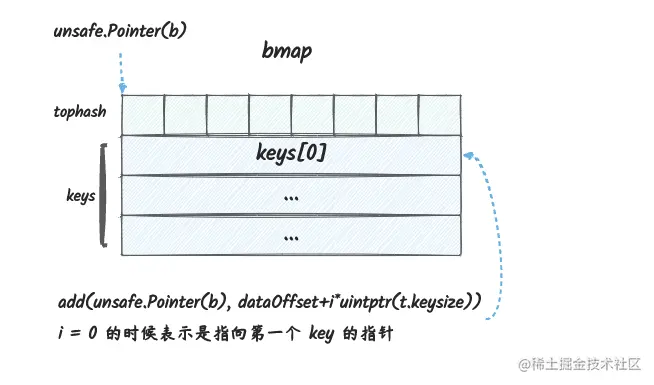 unsafe.Pointer(b)
bmap
tophash
keys[0]
keys
...
...
add(unsafe.Pointer(b), dataOffset+i*uintptr(t.keysize))
i = 0 的时候表示是指向第一个 key 的指针
@稀土掘金技术社区